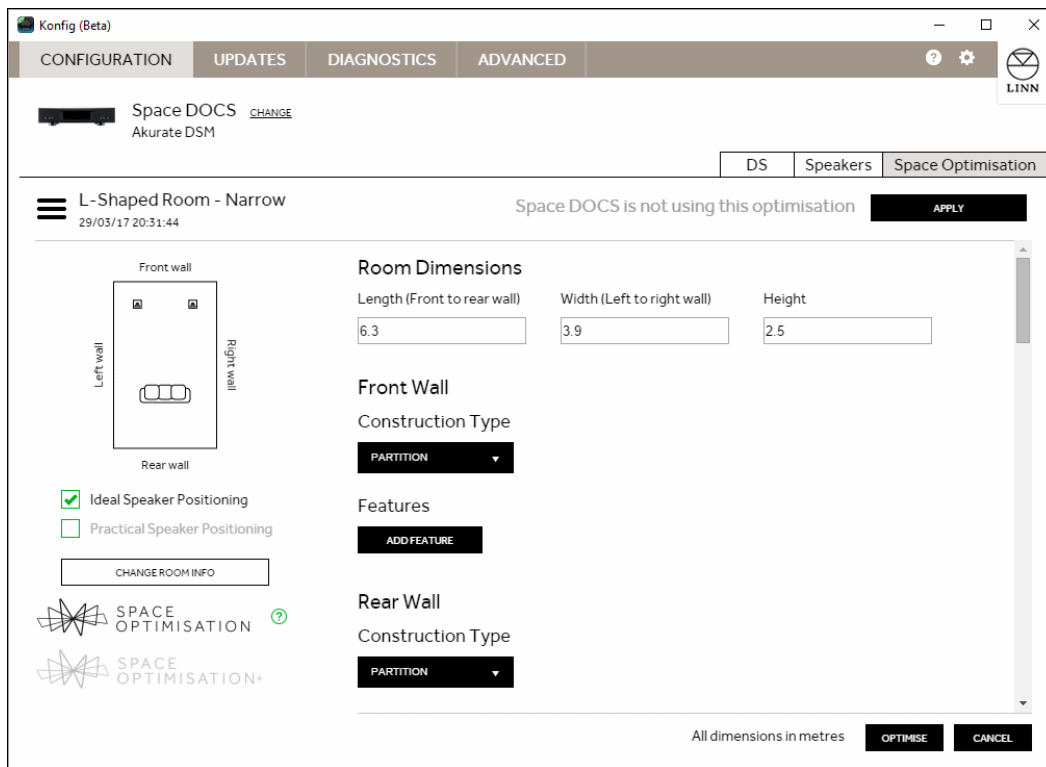 Konfig (Beta)
CONFIGURATION UPDATES DIAGNOSTICS ADVANCED
LINN
Space DOCS CHANGE
Akurate DSM
DS Speakers Space Optimisation
L-Shaped Room - Narrow
29/03/17 20:31:44
Space DOCS is not using this optimisation APPLY
Front wall
Left wall
Right wall
Rear wall
Ideal Speaker Positioning
Practical Speaker Positioning
CHANGE ROOM INFO
SPACE
OPTIMISATION ?
SPACE
OPTIMISATION+
Room Dimensions
Length (Front to rear wall) Width (Left to right wall) Height
6.3 3.9 2.5
Front Wall
Construction Type
PARTITION
Features
ADD FEATURE
Rear Wall
Construction Type
PARTITION
All dimensions in metres OPTIMISE CANCEL